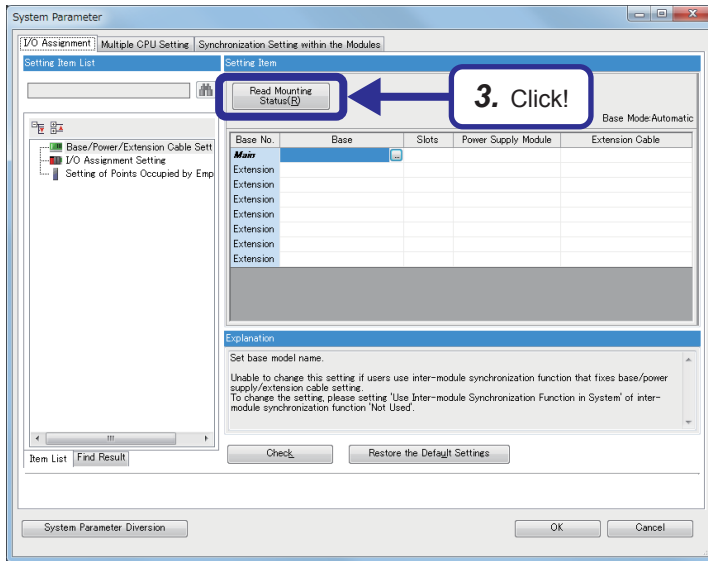 System Parameter
I/O Assignment Multiple CPU Setting Synchronization Setting within the Modules
Setting Item List
Setting Item
Read Mounting
Status(R)
3. Click!
Base Mode:Automatic
Base/Power/Extension Cable Sett
I/O Assignment Setting
Setting of Points Occupied by Emp
Base No. Base Slots Power Supply Module Extension Cable
Main ...
Extension
Extension
Extension
Extension
Extension
Extension
Extension
Explanation
Set base model name.
Unable to change this setting if users use inter-module synchronization function that fixes base/power
supply/extension cable setting.
To change the setting, please setting 'Use Inter-module Synchronization Function in System' of inter-
module synchronization function 'Not Used'.
Item List Find Result
Check
Restore the Default Settings
System Parameter Diversion
OK
Cancel